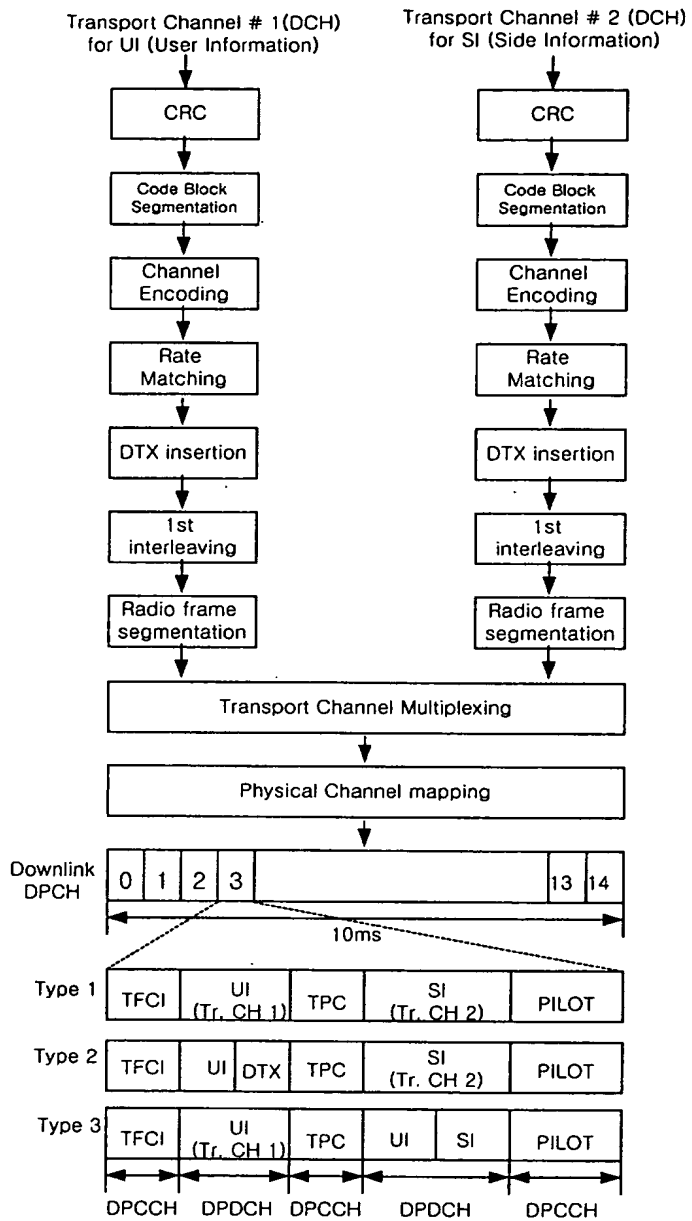 Transport Channel # 1(DCH)
for UI (User Information)
Transport Channel # 2 (DCH)
for SI (Side Information)
CRC
CRC
Code Block
Segmentation
Code Block
Segmentation
Channel
Encoding
Channel
Encoding
Rate
Matching
Rate
Matching
DTX insertion
DTX insertion
1st
interleaving
1st
interleaving
Radio frame
segmentation
Radio frame
segmentation
Transport Channel Multiplexing
Physical Channel mapping
Downlink
DPCH
0 1 2 3 13 14
10ms
Type 1
TFCI
UI
(Tr. CH 1)
TPC
SI
(Tr. CH 2)
PILOT
Type 2
TFCI
UI
DTX
TPC
SI
(Tr. CH 2)
PILOT
Type 3
TFCI
UI
(Tr. CH 1)
TPC
UI
SI
PILOT
DPCCH DPDCH DPCCH DPDCH DPCCH